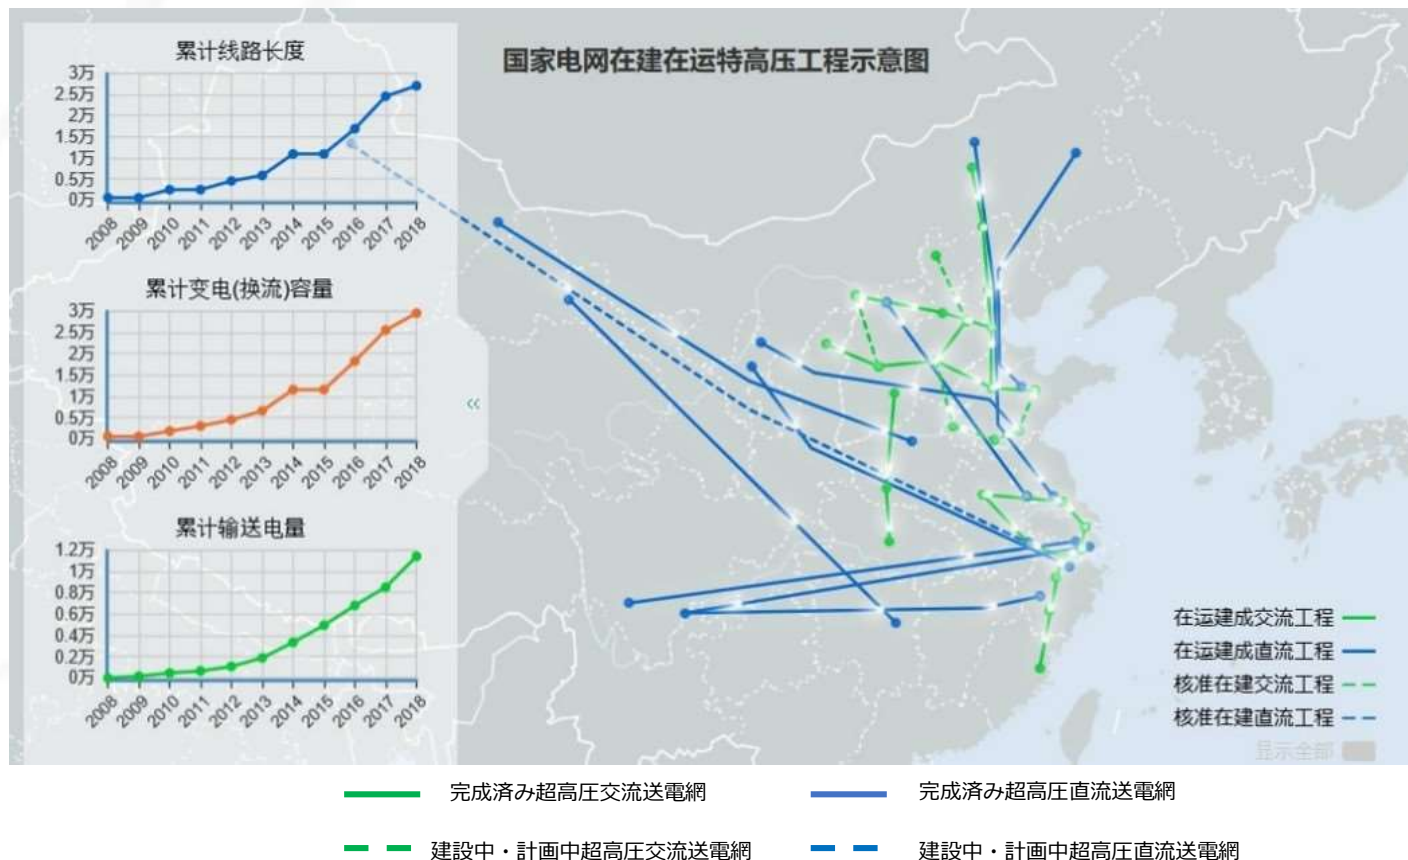 国家电网在建在运特高压工程示意图
累计线路长度
3万
2.5万
2万
1.5万
1万
0.5万
0万
2008 2009 2010 2011 2012 2013 2014 2015 2016 2017 2018
累计变电(换流)容量
3万
2.5万
2万
1.5万
1万
0.5万
0万
2008 2009 2010 2011 2012 2013 2014 2015 2016 2017 2018
«
累计输送电量
1.2万
1万
0.8万
0.6万
0.4万
0.2万
0万
2008 2009 2010 2011 2012 2013 2014 2015 2016 2017 2018
在运建成交流工程
在运建成直流工程
核准在建交流工程
核准在建直流工程
显示全部
完成済み超高圧交流送電網
完成済み超高圧直流送電網
建設中・計画中超高圧交流送電網
建設中・計画中超高圧直流送電網